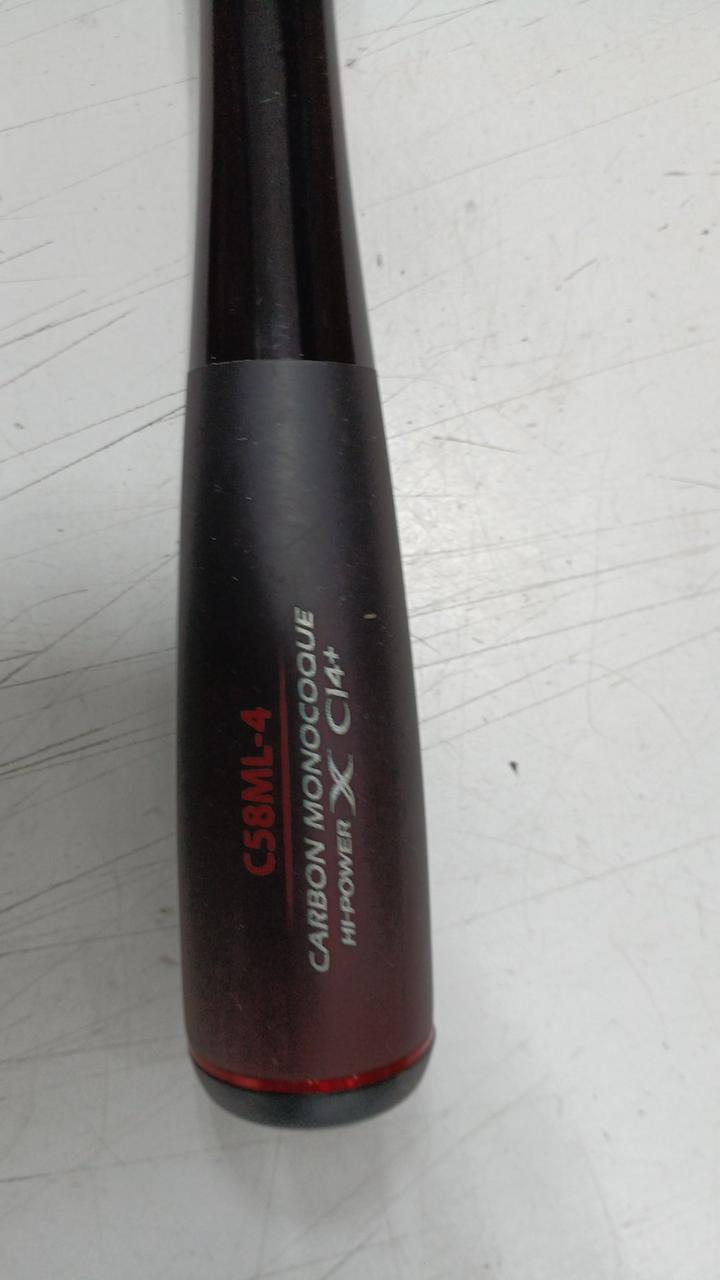 C58ML-4
CARBON MONOCOQUE
HI-POWER X CI4+